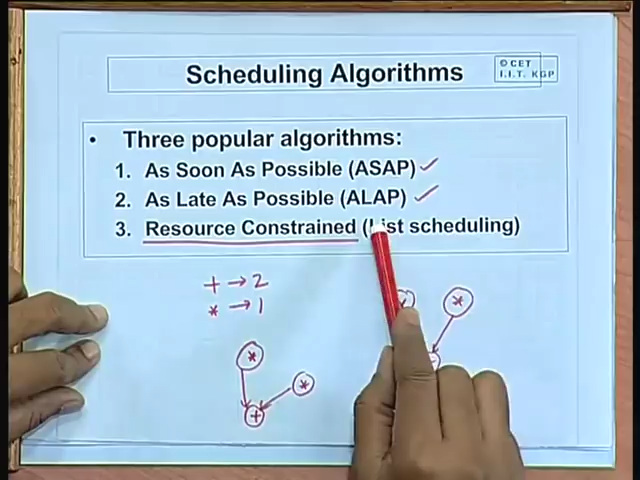 Scheduling Algorithms
© CET
I.I.T. KGP
• Three popular algorithms:
1. As Soon As Possible (ASAP) ✓
2. As Late As Possible (ALAP) ✓
3. Resource Constrained (List scheduling)
+ → 2
* → 1
*
*
*
+